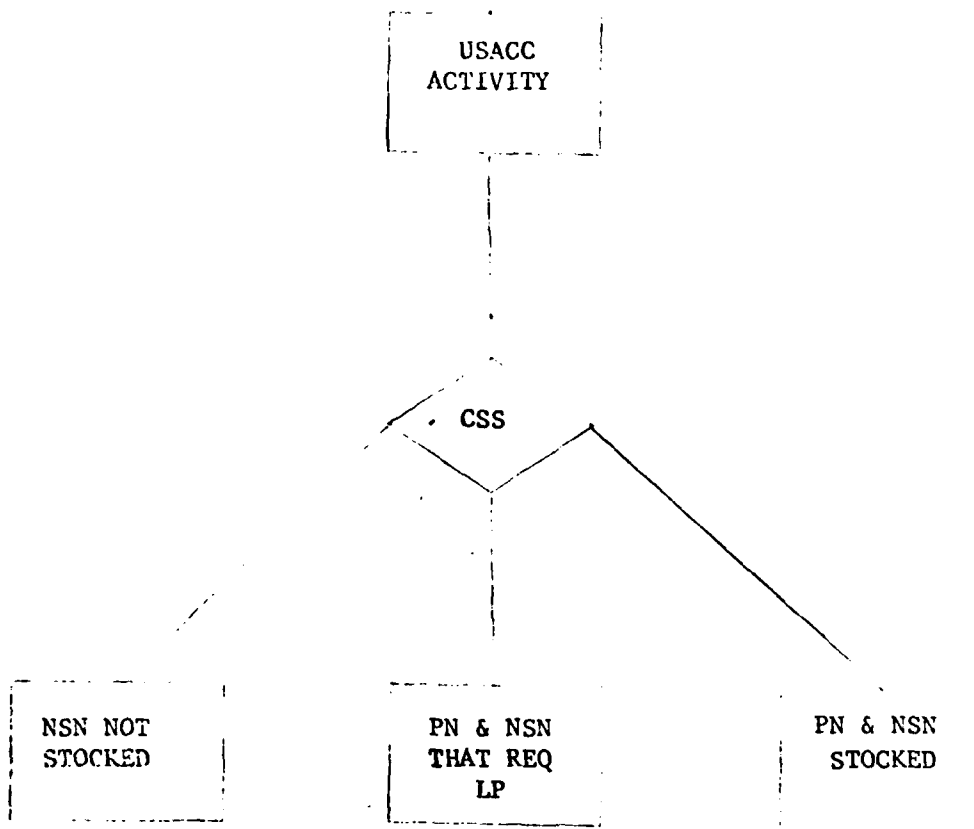 USACC
ACTIVITY
CSS
NSN NOT
STOCKED
PN & NSN
THAT REQ
LP
PN & NSN
STOCKED